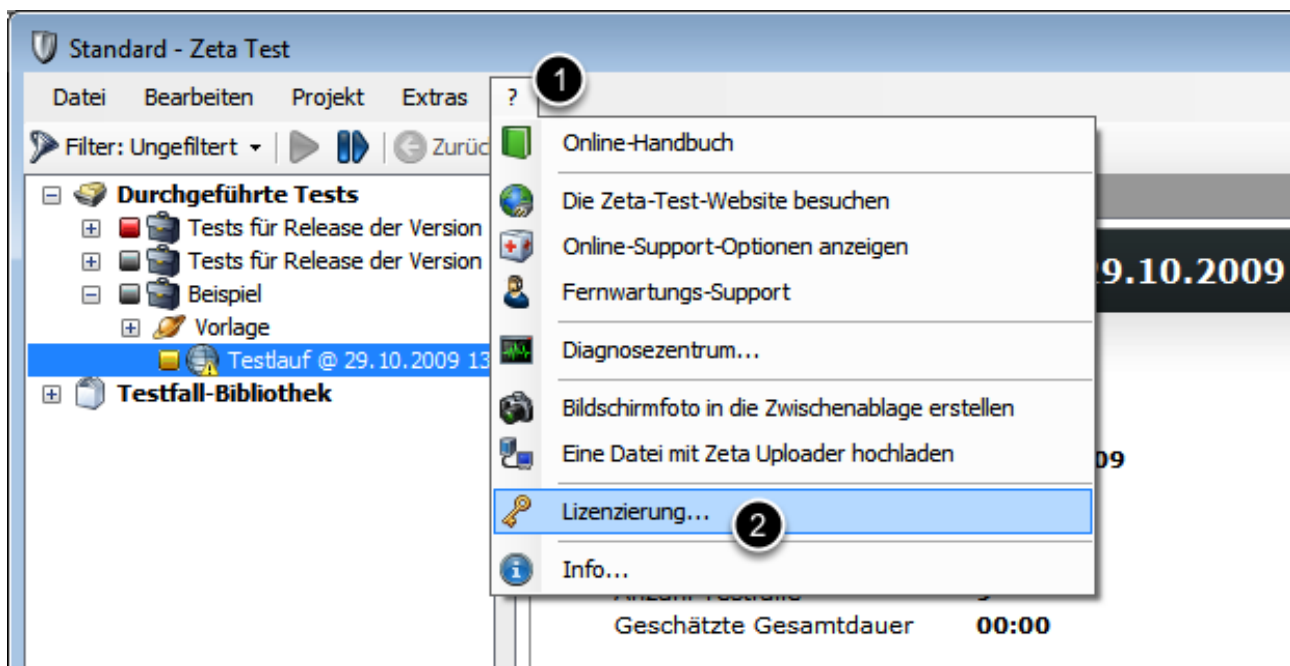 Standard - Zeta Test
Datei Bearbeiten Projekt Extras ?
1
Filter: Ungefiltert
Durchgeführte Tests
Tests für Release der Version
Tests für Release der Version
Beispiel
Vorlage
Testlauf @ 29.10.2009 13
Testfall-Bibliothek
Online-Handbuch
Die Zeta-Test-Website besuchen
Online-Support-Optionen anzeigen
Fernwartungs-Support
Diagnosezentrum...
Bildschirmfoto in die Zwischenablage erstellen
Eine Datei mit Zeta Uploader hochladen
Lizenzierung...
2
Info...
9.10.2009
09
Geschätzte Gesamtdauer 00:00